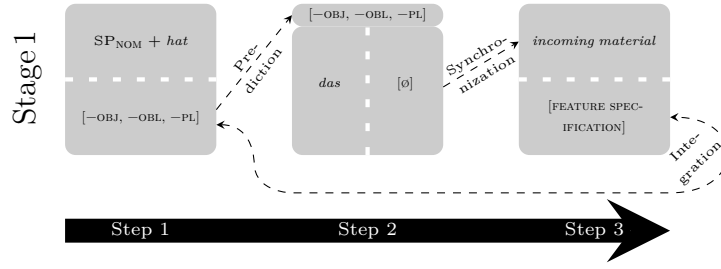 Stage 1
SP_NOM + hat
[−OBJ, −OBL, −PL]
Pre-
diction
[−OBJ, −OBL, −PL]
das
[ø]
Synchro-
nization
incoming material
[FEATURE SPEC-
IFICATION]
Inte-
gration
Step 1
Step 2
Step 3